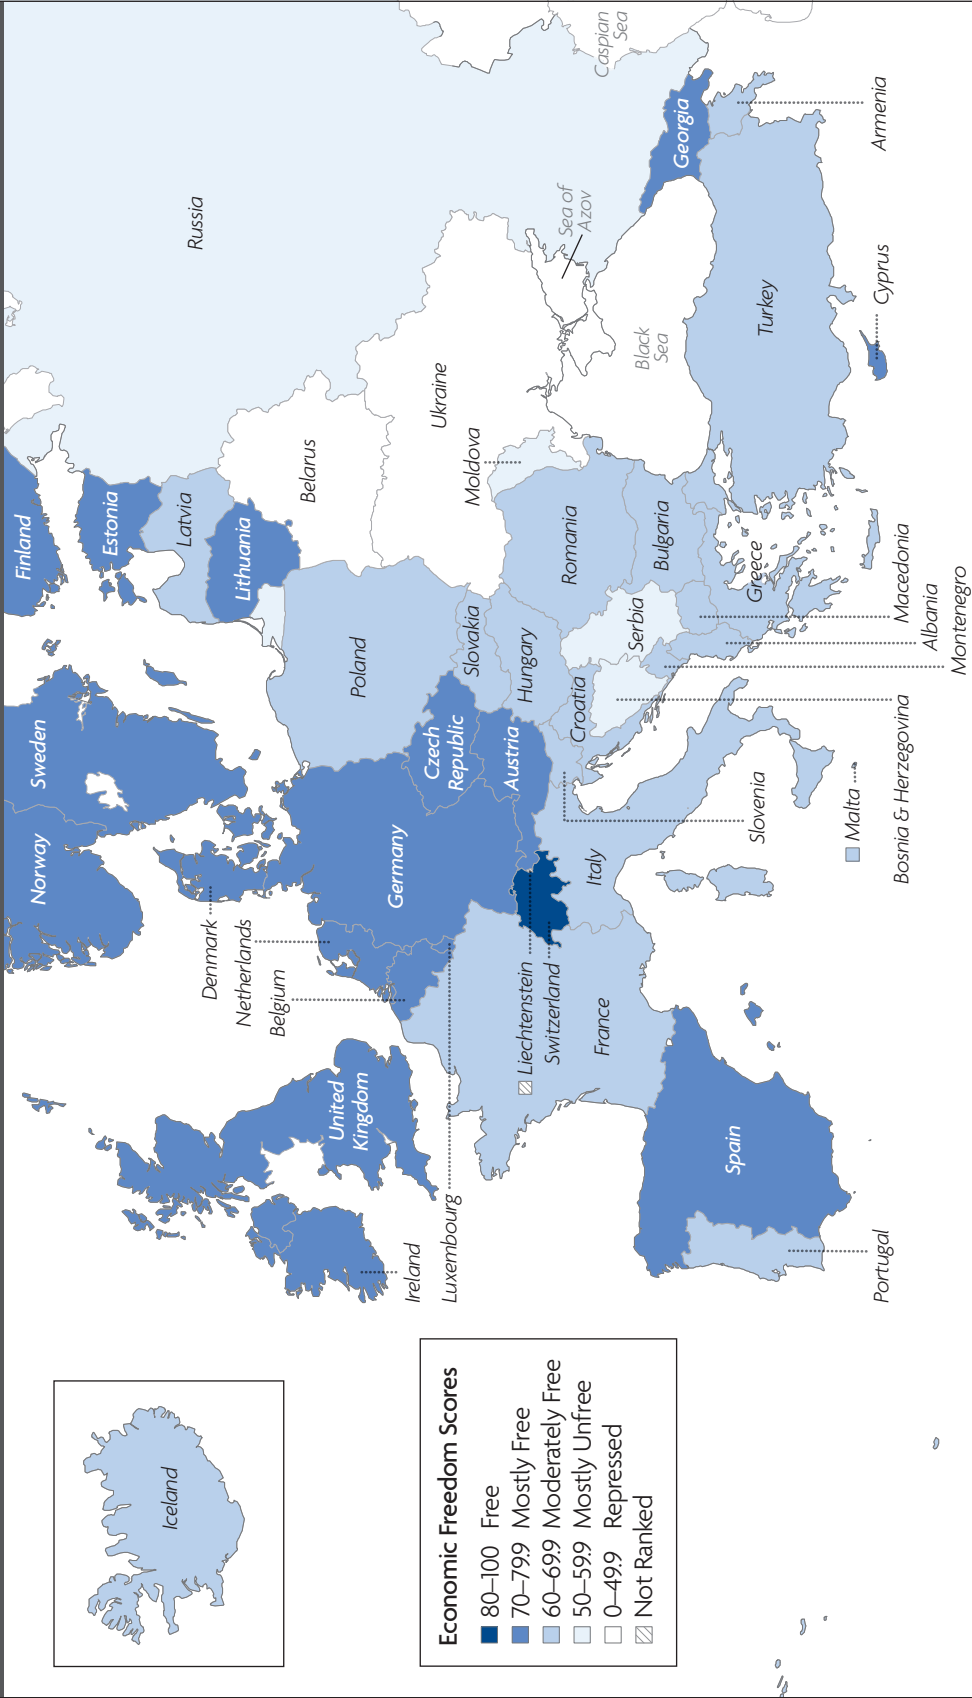 Iceland
Economic Freedom Scores
80–100 Free
70–79.9 Mostly Free
60–69.9 Moderately Free
50–59.9 Mostly Unfree
0–49.9 Repressed
Not Ranked
Norway
Sweden
Finland
Russia
Estonia
Latvia
Lithuania
Belarus
Denmark
Netherlands
Belgium
United
Kingdom
Ireland
Luxembourg
Germany
Poland
Czech
Republic
Slovakia
Ukraine
Moldova
Austria
Hungary
Liechtenstein
Switzerland
France
Italy
Croatia
Romania
Serbia
Bulgaria
Sea of
Azov
Caspian
Sea
Black
Sea
Georgia
Spain
Portugal
Slovenia
Greece
Turkey
Armenia
Cyprus
Malta
Bosnia & Herzegovina
Macedonia
Albania
Montenegro